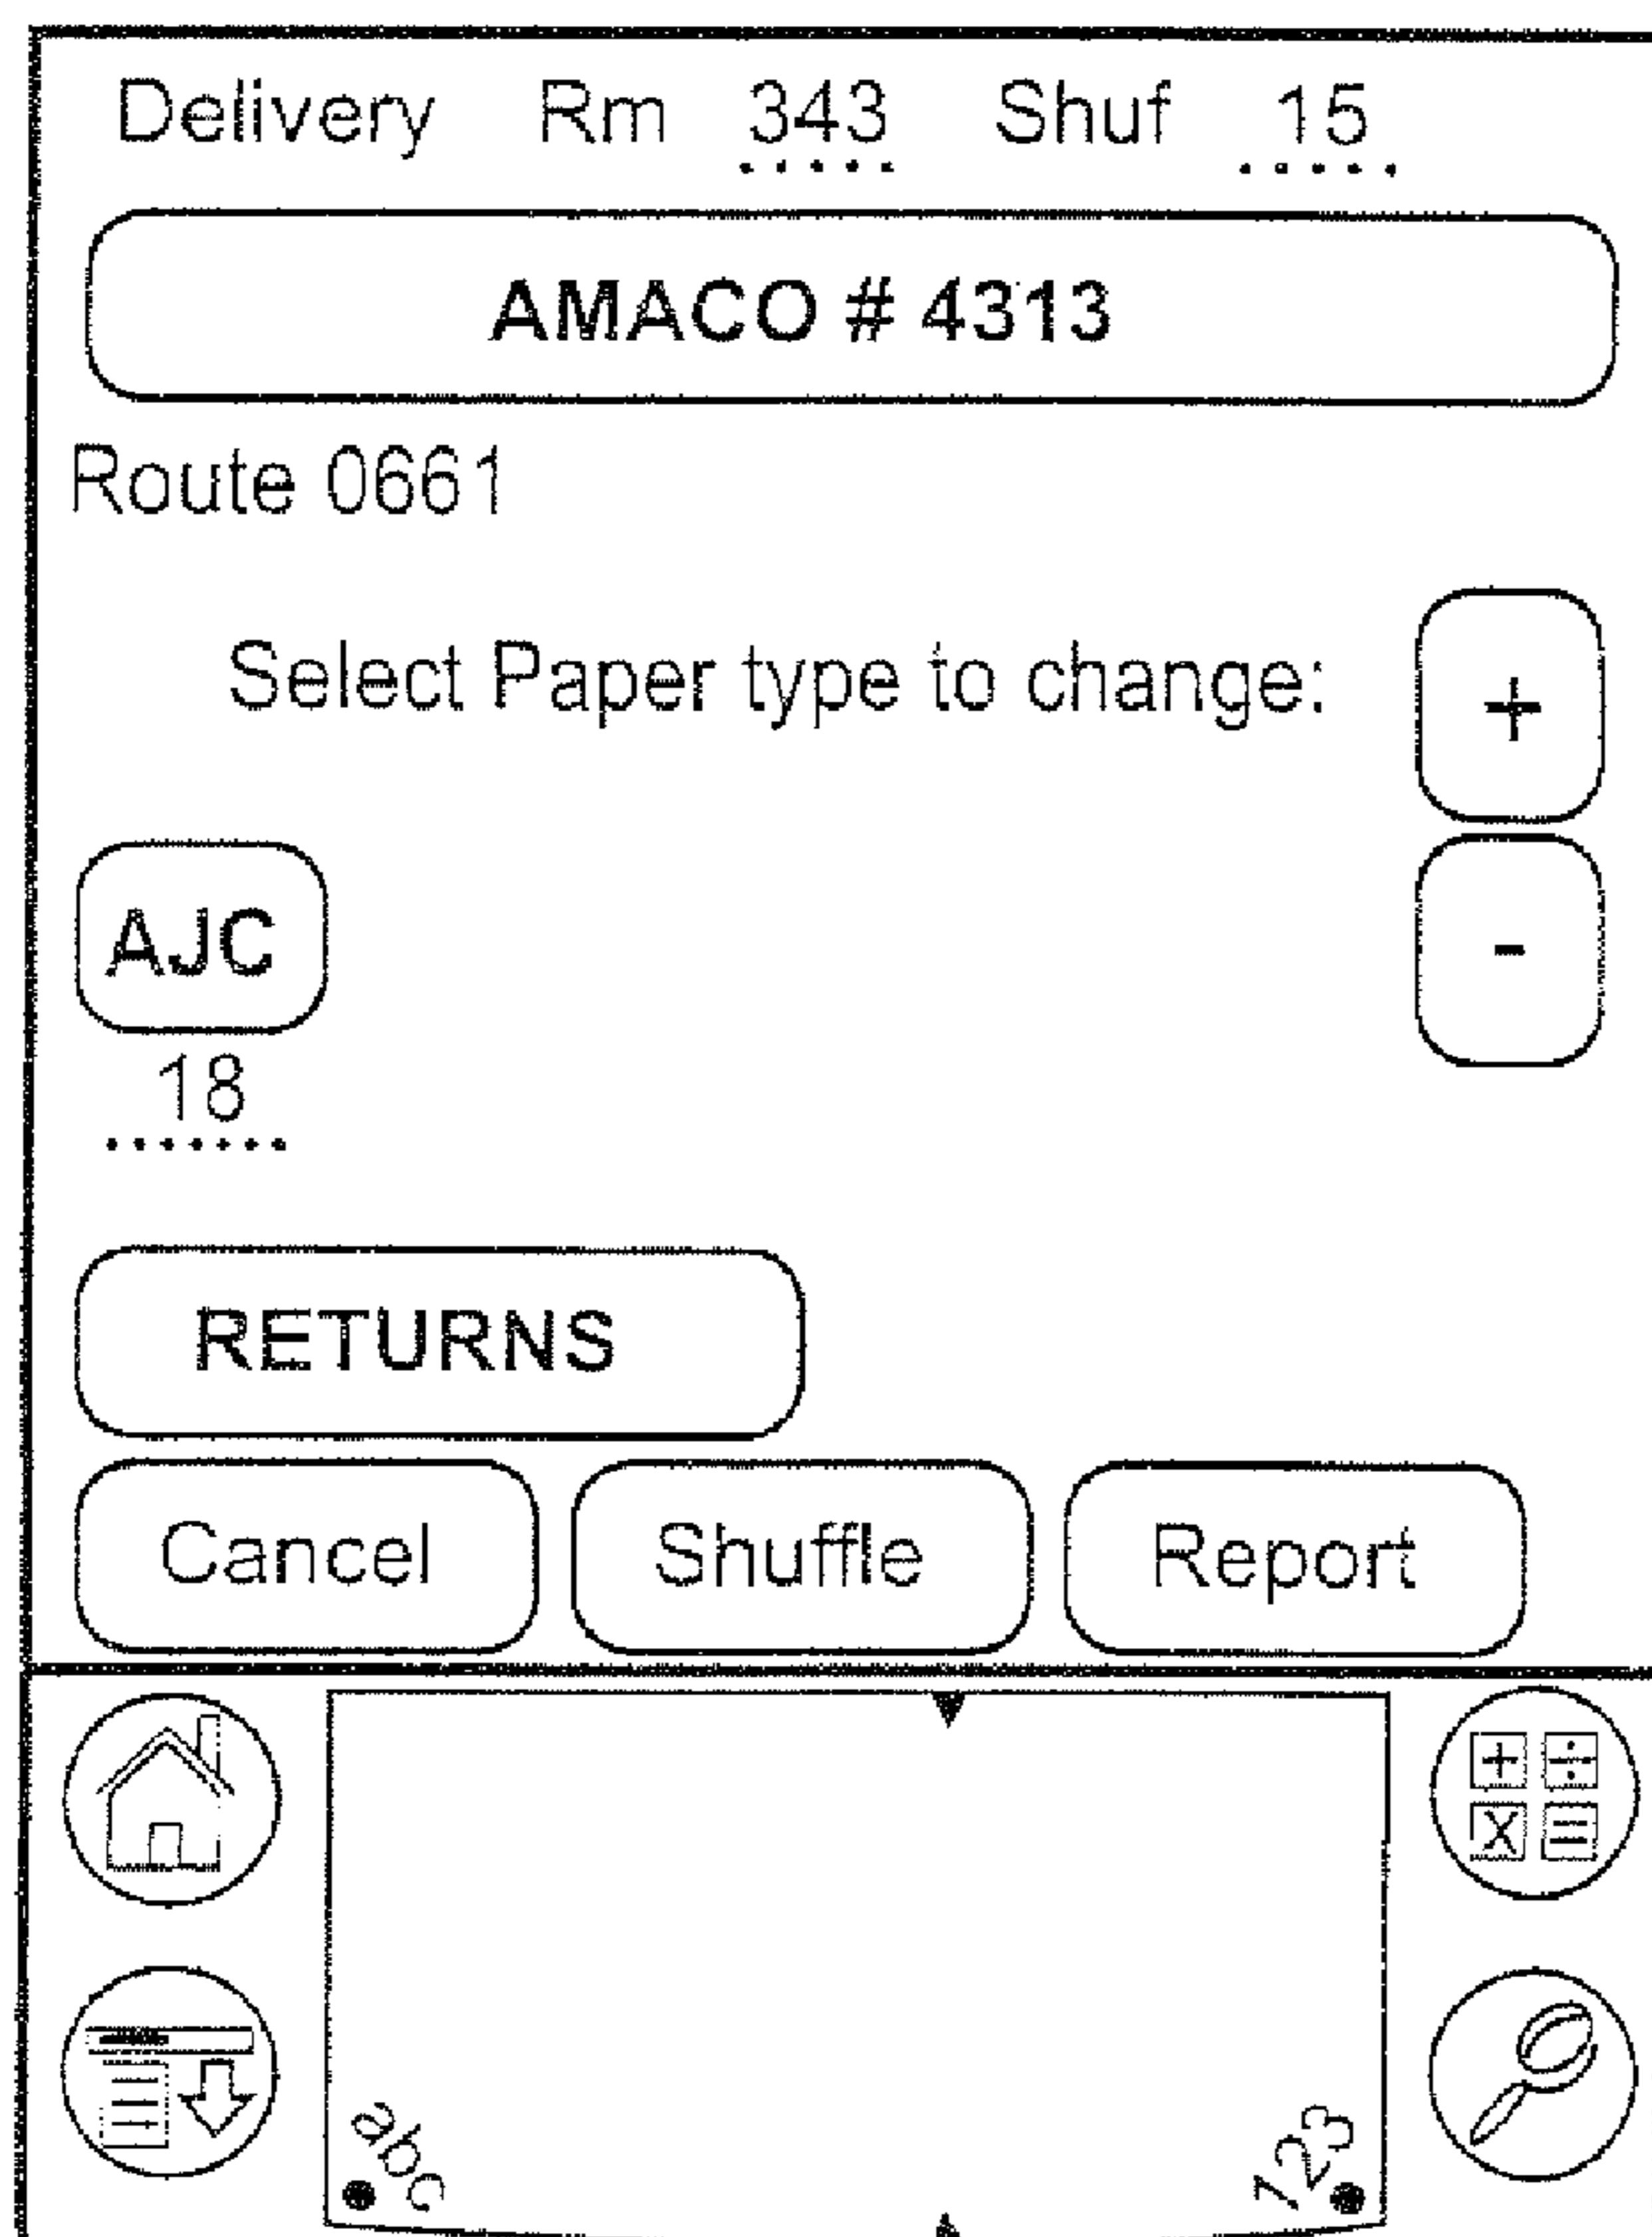 Delivery Rm 343 Shuf 15
AMACO # 4313
Route 0661
Select Paper type to change:
+
-
AJC
18
RETURNS
Cancel Shuffle Report
+ ÷
X =
abc 123